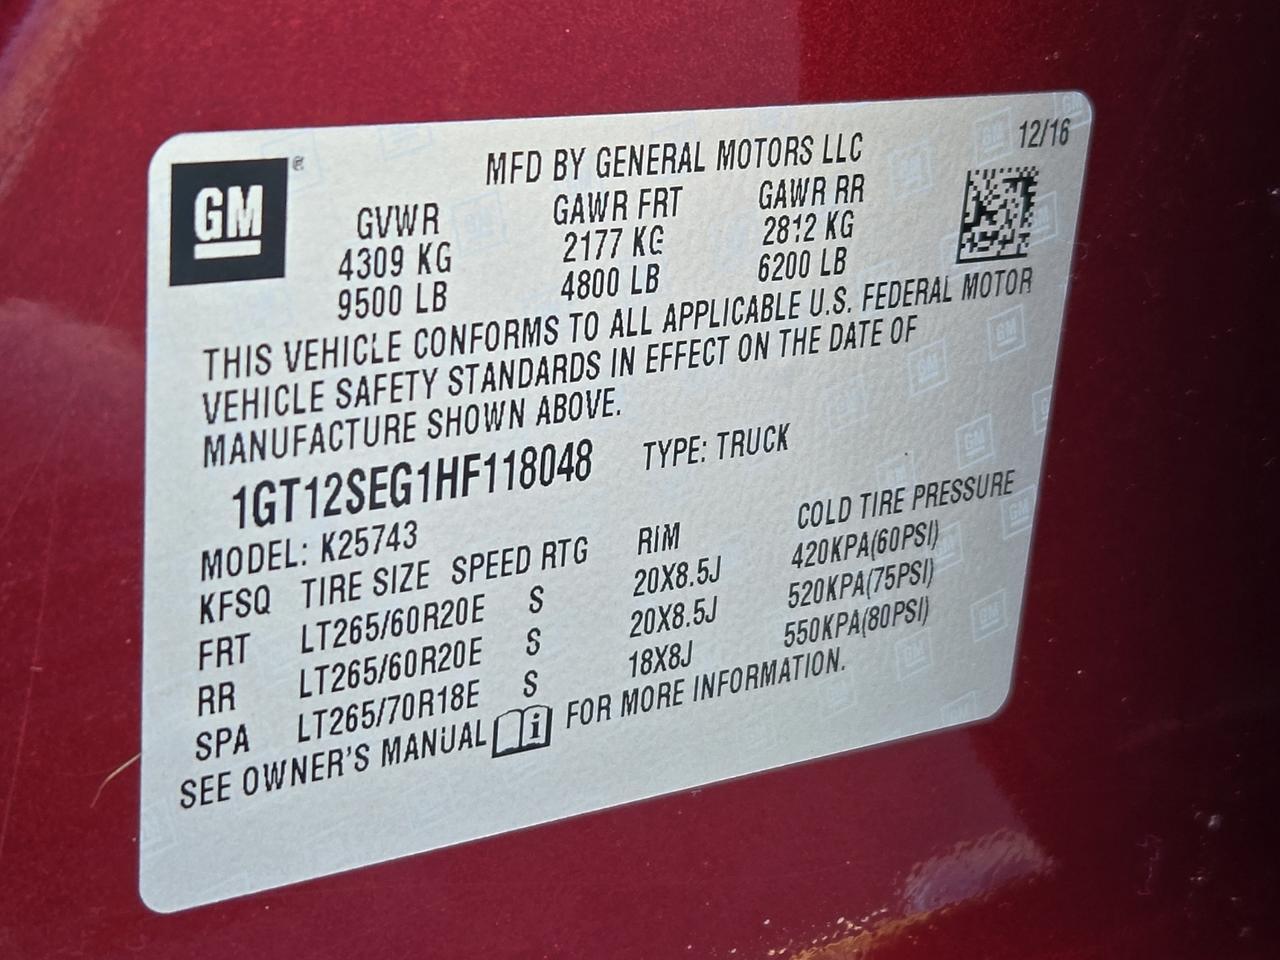 GM ®
MFD BY GENERAL MOTORS LLC
12/16
GVWR GAWR FRT GAWR RR
4309 KG 2177 KG 2812 KG
9500 LB 4800 LB 6200 LB
THIS VEHICLE CONFORMS TO ALL APPLICABLE U.S. FEDERAL MOTOR
VEHICLE SAFETY STANDARDS IN EFFECT ON THE DATE OF
MANUFACTURE SHOWN ABOVE.
1GT12SEG1HF118048 TYPE: TRUCK
MODEL: K25743
KFSQ TIRE SIZE SPEED RTG RIM COLD TIRE PRESSURE
FRT LT265/60R20E S 20X8.5J 420KPA(60PSI)
RR LT265/60R20E S 20X8.5J 520KPA(75PSI)
SPA LT265/70R18E S 18X8J 550KPA(80PSI)
SEE OWNER'S MANUAL i FOR MORE INFORMATION.